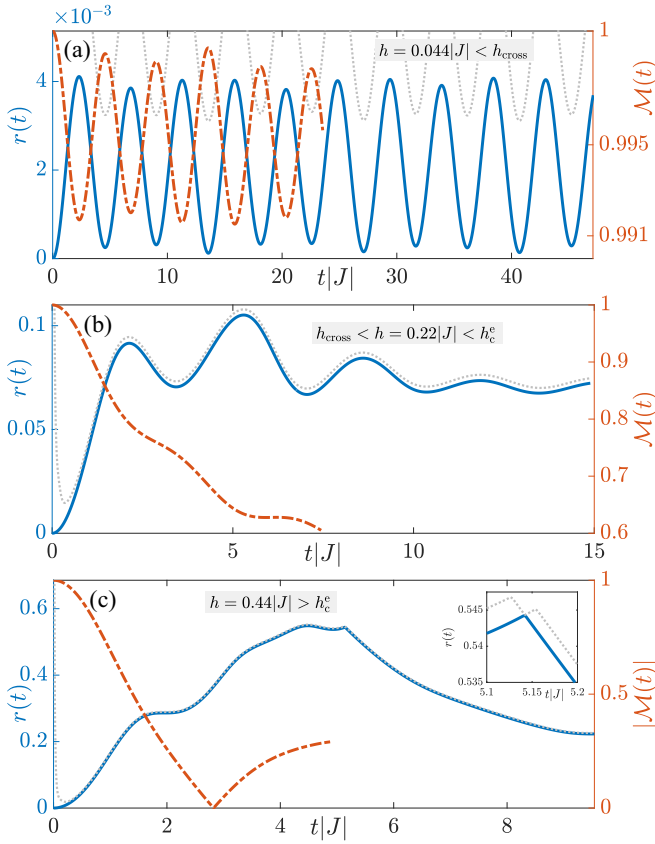 ×10⁻³
(a)
h = 0.044|J| < h_cross
r(t)
4
2
0
ℳ(t)
1
0.995
0.991
0 10 20 30 40
t|J|
(b)
h_cross < h = 0.22|J| < h_c^e
r(t)
0.1
0.05
0
ℳ(t)
1
0.9
0.8
0.7
0.6
0 5 10 15
t|J|
(c)
h = 0.44|J| > h_c^e
r(t)
0.6
0.4
0.2
0
|ℳ(t)|
1
0.5
0
0.545
0.54
0.535
r(t)
5.1 5.15 5.2
t|J|
0 2 4 6 8
t|J|